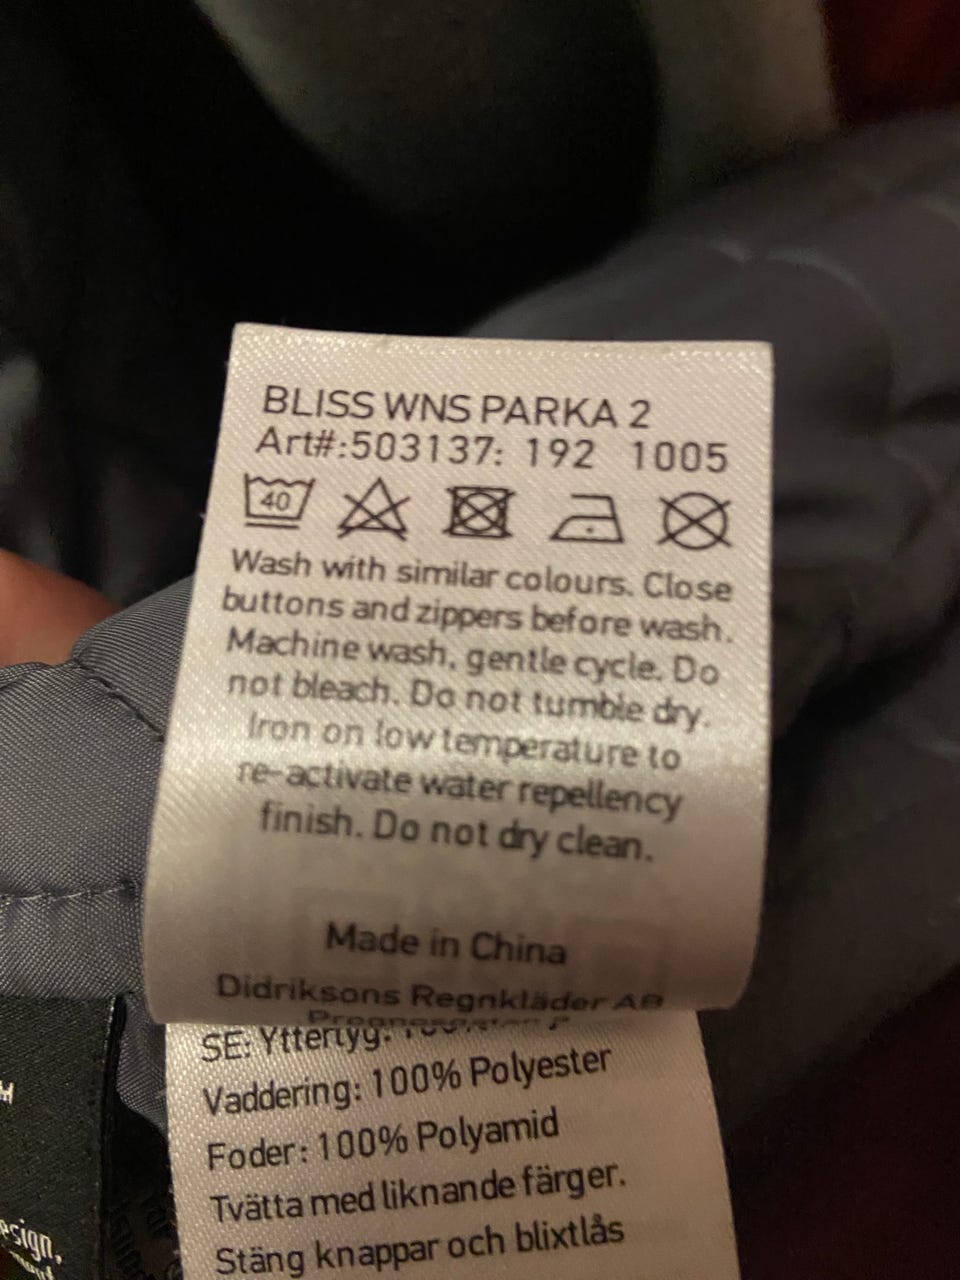 BLISS WNS PARKA 2
Art#:503137: 192 1005
40
Wash with similar colours. Close
buttons and zippers before wash.
Machine wash, gentle cycle. Do
not bleach. Do not tumble dry.
Iron on low temperature to
re-activate water repellency
finish. Do not dry clean.
Made in China
Didriksons Regnkläder AB
SE: Yttertyg:
Vaddering: 100% Polyester
Foder: 100% Polyamid
Tvätta med liknande färger.
Stäng knappar och blixtlås